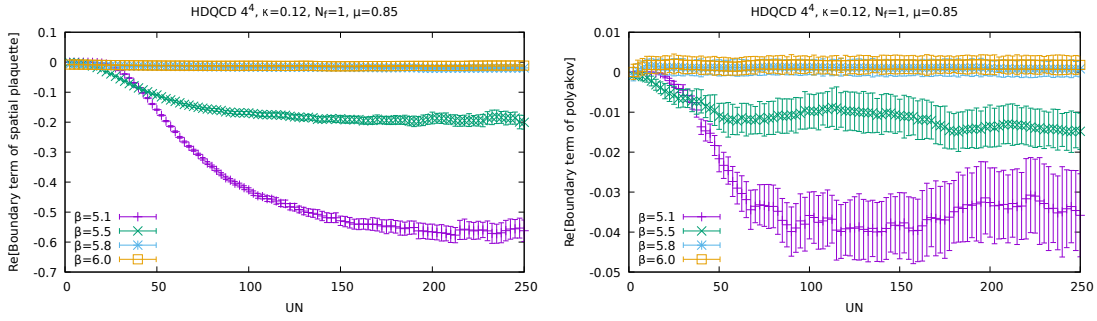 HDQCD 4⁴, κ=0.12, N_f=1, μ=0.85
Re[Boundary term of spatial plaquette]
0.1
0
-0.1
-0.2
-0.3
-0.4
-0.5
-0.6
-0.7
β=5.1
β=5.5
β=5.8
β=6.0
0 50 100 150 200 250
UN
HDQCD 4⁴, κ=0.12, N_f=1, μ=0.85
Re[Boundary term of polyakov]
0.01
0
-0.01
-0.02
-0.03
-0.04
-0.05
β=5.1
β=5.5
β=5.8
β=6.0
0 50 100 150 200 250
UN